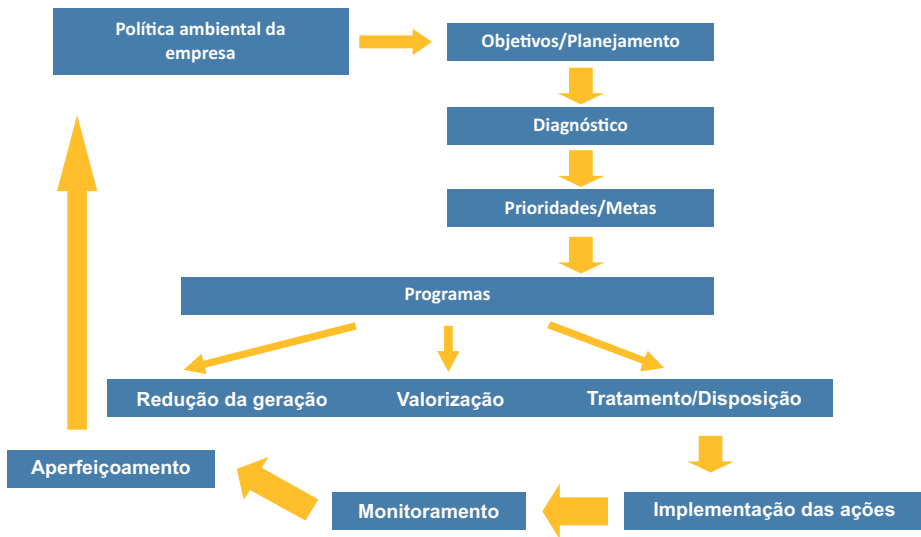 Política ambiental da
empresa
Objetivos/Planejamento
Diagnóstico
Prioridades/Metas
Programas
Redução da geração
Valorização
Tratamento/Disposição
Implementação das ações
Monitoramento
Aperfeiçoamento